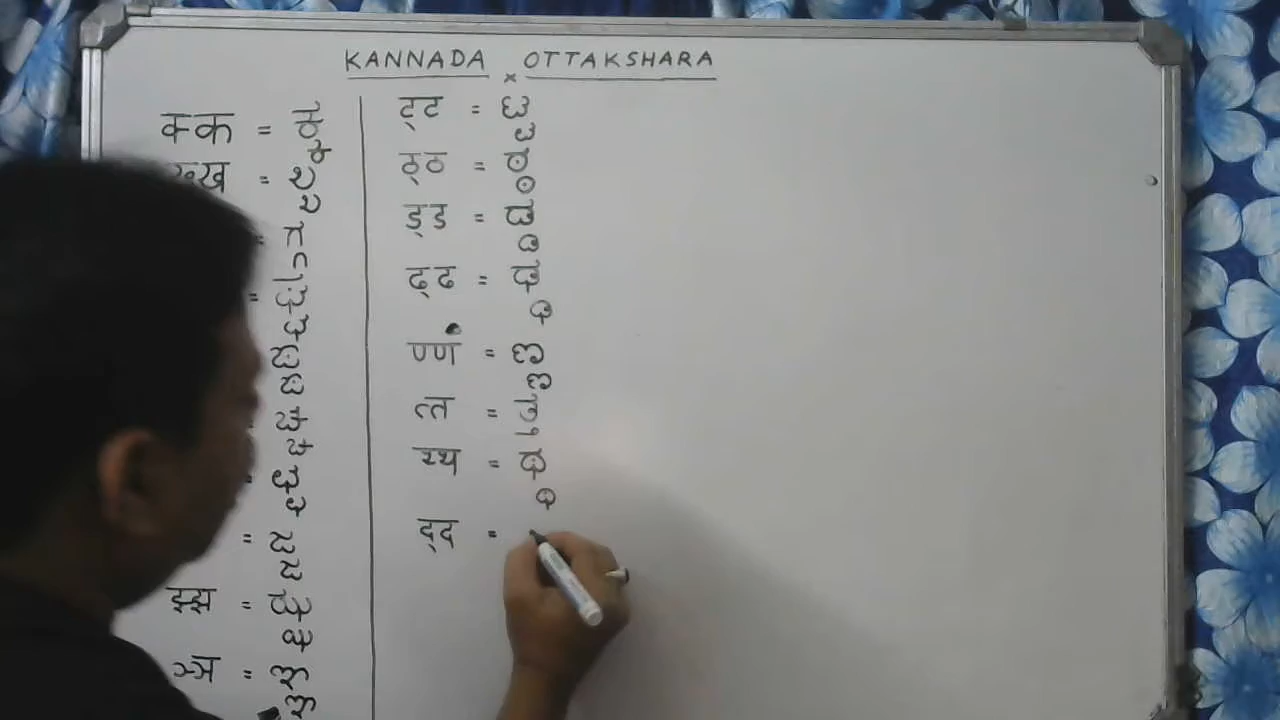 KANNADA × OTTAKSHARA
क्क = ಕ್ಕ
ख्ख = ಖ್ಖ
= ಗ್ಗ
= ಘ್ಘ
= ಙ್ಙ
= ಚ್ಚ
= ಛ್ಛ
= ಜ್ಜ
झ्झ = ಝ್ಝ
ञ्ञ = ಞ್ಞ
ट्ट = ಟ್ಟ
ठ्ठ = ಠ್ಠ
ड्ड = ಡ್ಡ
ढ्ढ = ಢ್ಢ
ण्ण = ಣ್ಣ
त्त = ತ್ತ
थ्थ = ಥ್ಥ
द्द =